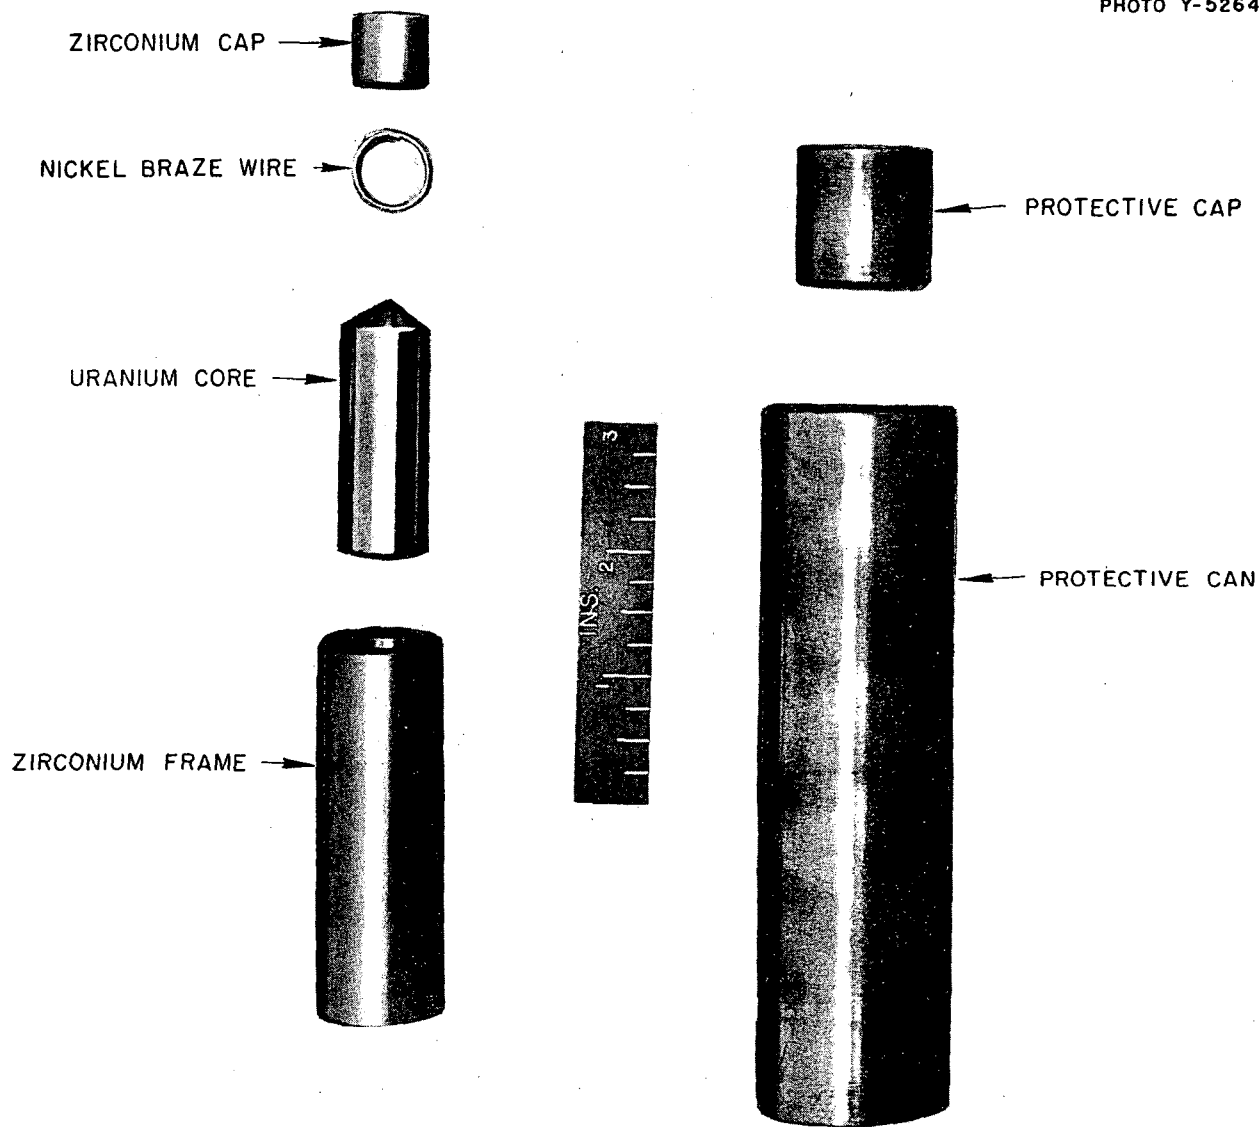 PHOTO Y-5264
ZIRCONIUM CAP
NICKEL BRAZE WIRE
PROTECTIVE CAP
URANIUM CORE
3
2
INS.
1
PROTECTIVE CAN
ZIRCONIUM FRAME